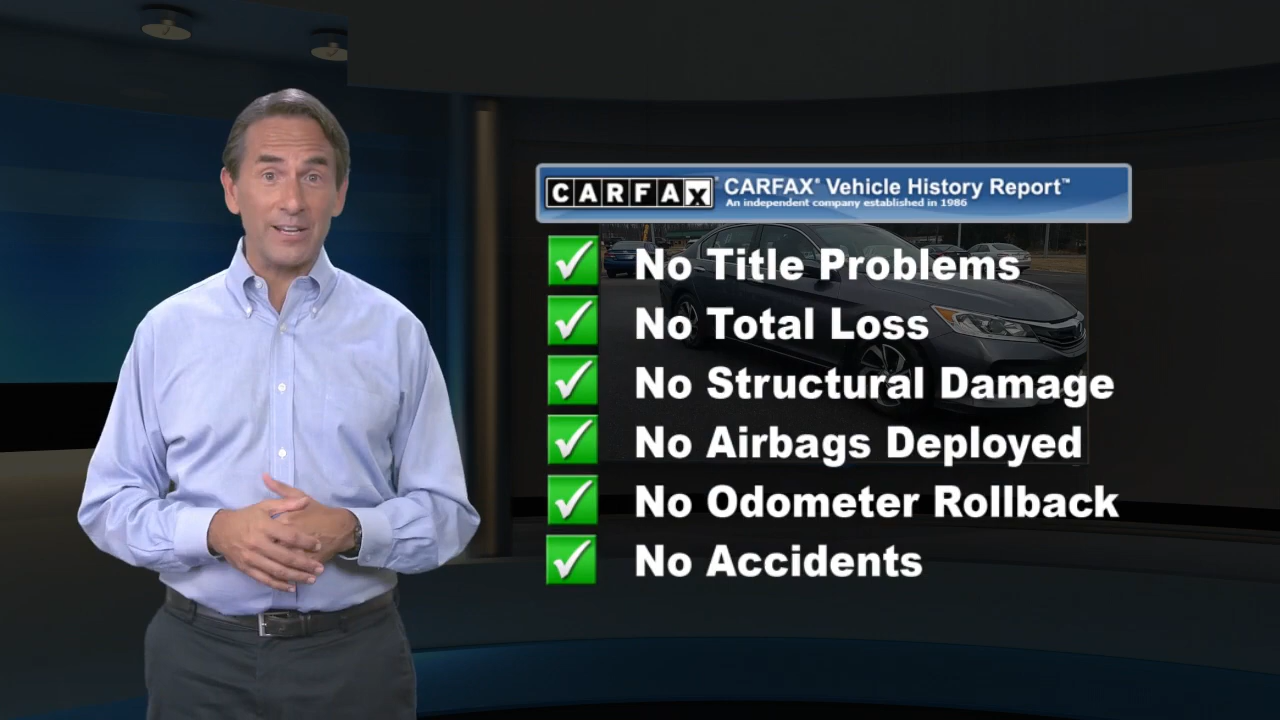 CARFAX® CARFAX® Vehicle History Report™
An independent company established in 1986
No Title Problems
No Total Loss
No Structural Damage
No Airbags Deployed
No Odometer Rollback
No Accidents